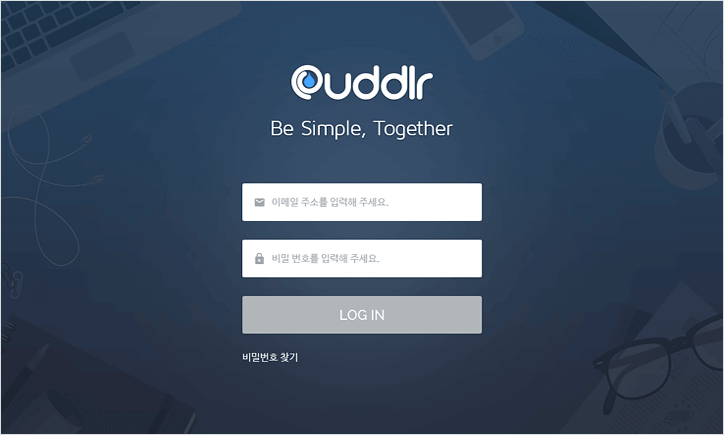 Cuddlr
Be Simple, Together
이메일 주소를 입력해 주세요.
비밀 번호를 입력해 주세요.
LOG IN
비밀번호 찾기